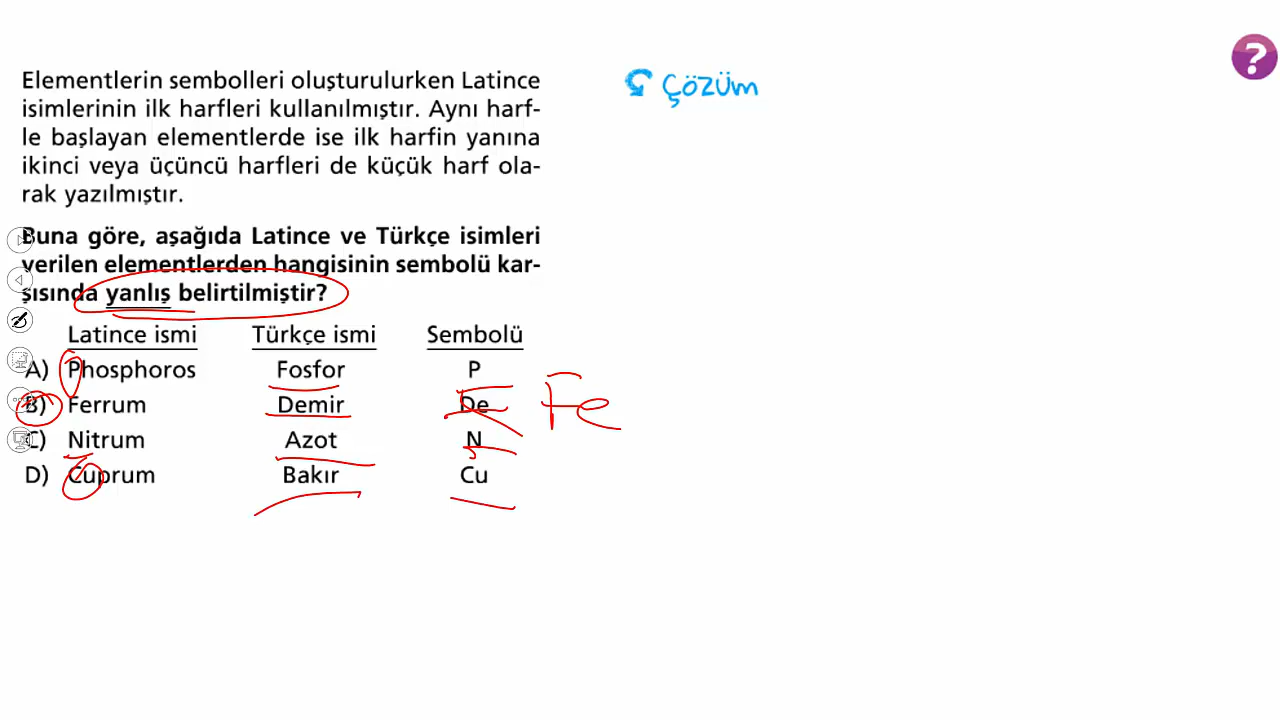 Elementlerin sembolleri oluşturulurken Latince
isimlerinin ilk harfleri kullanılmıştır. Aynı harf-
le başlayan elementlerde ise ilk harfin yanına
ikinci veya üçüncü harfleri de küçük harf ola-
rak yazılmıştır.
Buna göre, aşağıda Latince ve Türkçe isimleri
verilen elementlerden hangisinin sembolü kar-
şısında yanlış belirtilmiştir?
Latince ismi Türkçe ismi Sembolü
A) Phosphoros Fosfor P
B) Ferrum Demir De Fe
C) Nitrum Azot N
D) Cuprum Bakır Cu
Çözüm
?